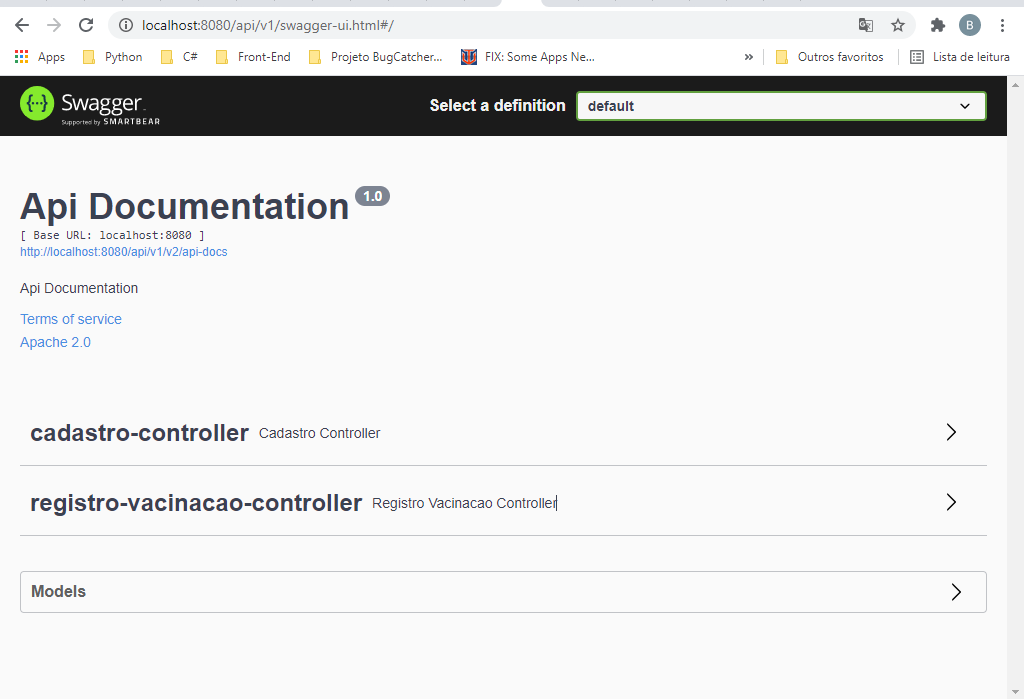 localhost:8080/api/v1/swagger-ui.html#/
B
Apps Python C# Front-End Projeto BugCatcher... FIX: Some Apps Ne... » Outros favoritos Lista de leitura
{···} Swagger. Select a definition default
Supported by SMARTBEAR
Api Documentation 1.0
[ Base URL: localhost:8080 ]
http://localhost:8080/api/v1/v2/api-docs
Api Documentation
Terms of service
Apache 2.0
cadastro-controller Cadastro Controller
registro-vacinacao-controller Registro Vacinacao Controller
Models